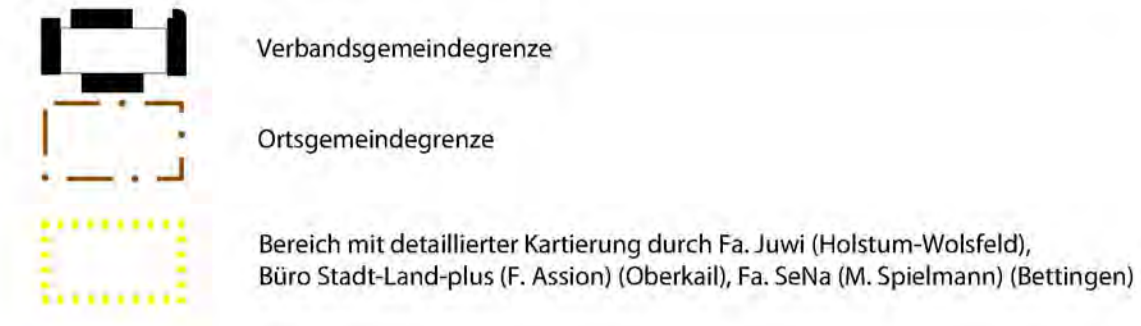 Verbandsgemeindegrenze
Ortsgemeindegrenze
Bereich mit detaillierter Kartierung durch Fa. Juwi (Holstum-Wolsfeld),
Büro Stadt-Land-plus (F. Assion) (Oberkail), Fa. SeNa (M. Spielmann) (Bettingen)